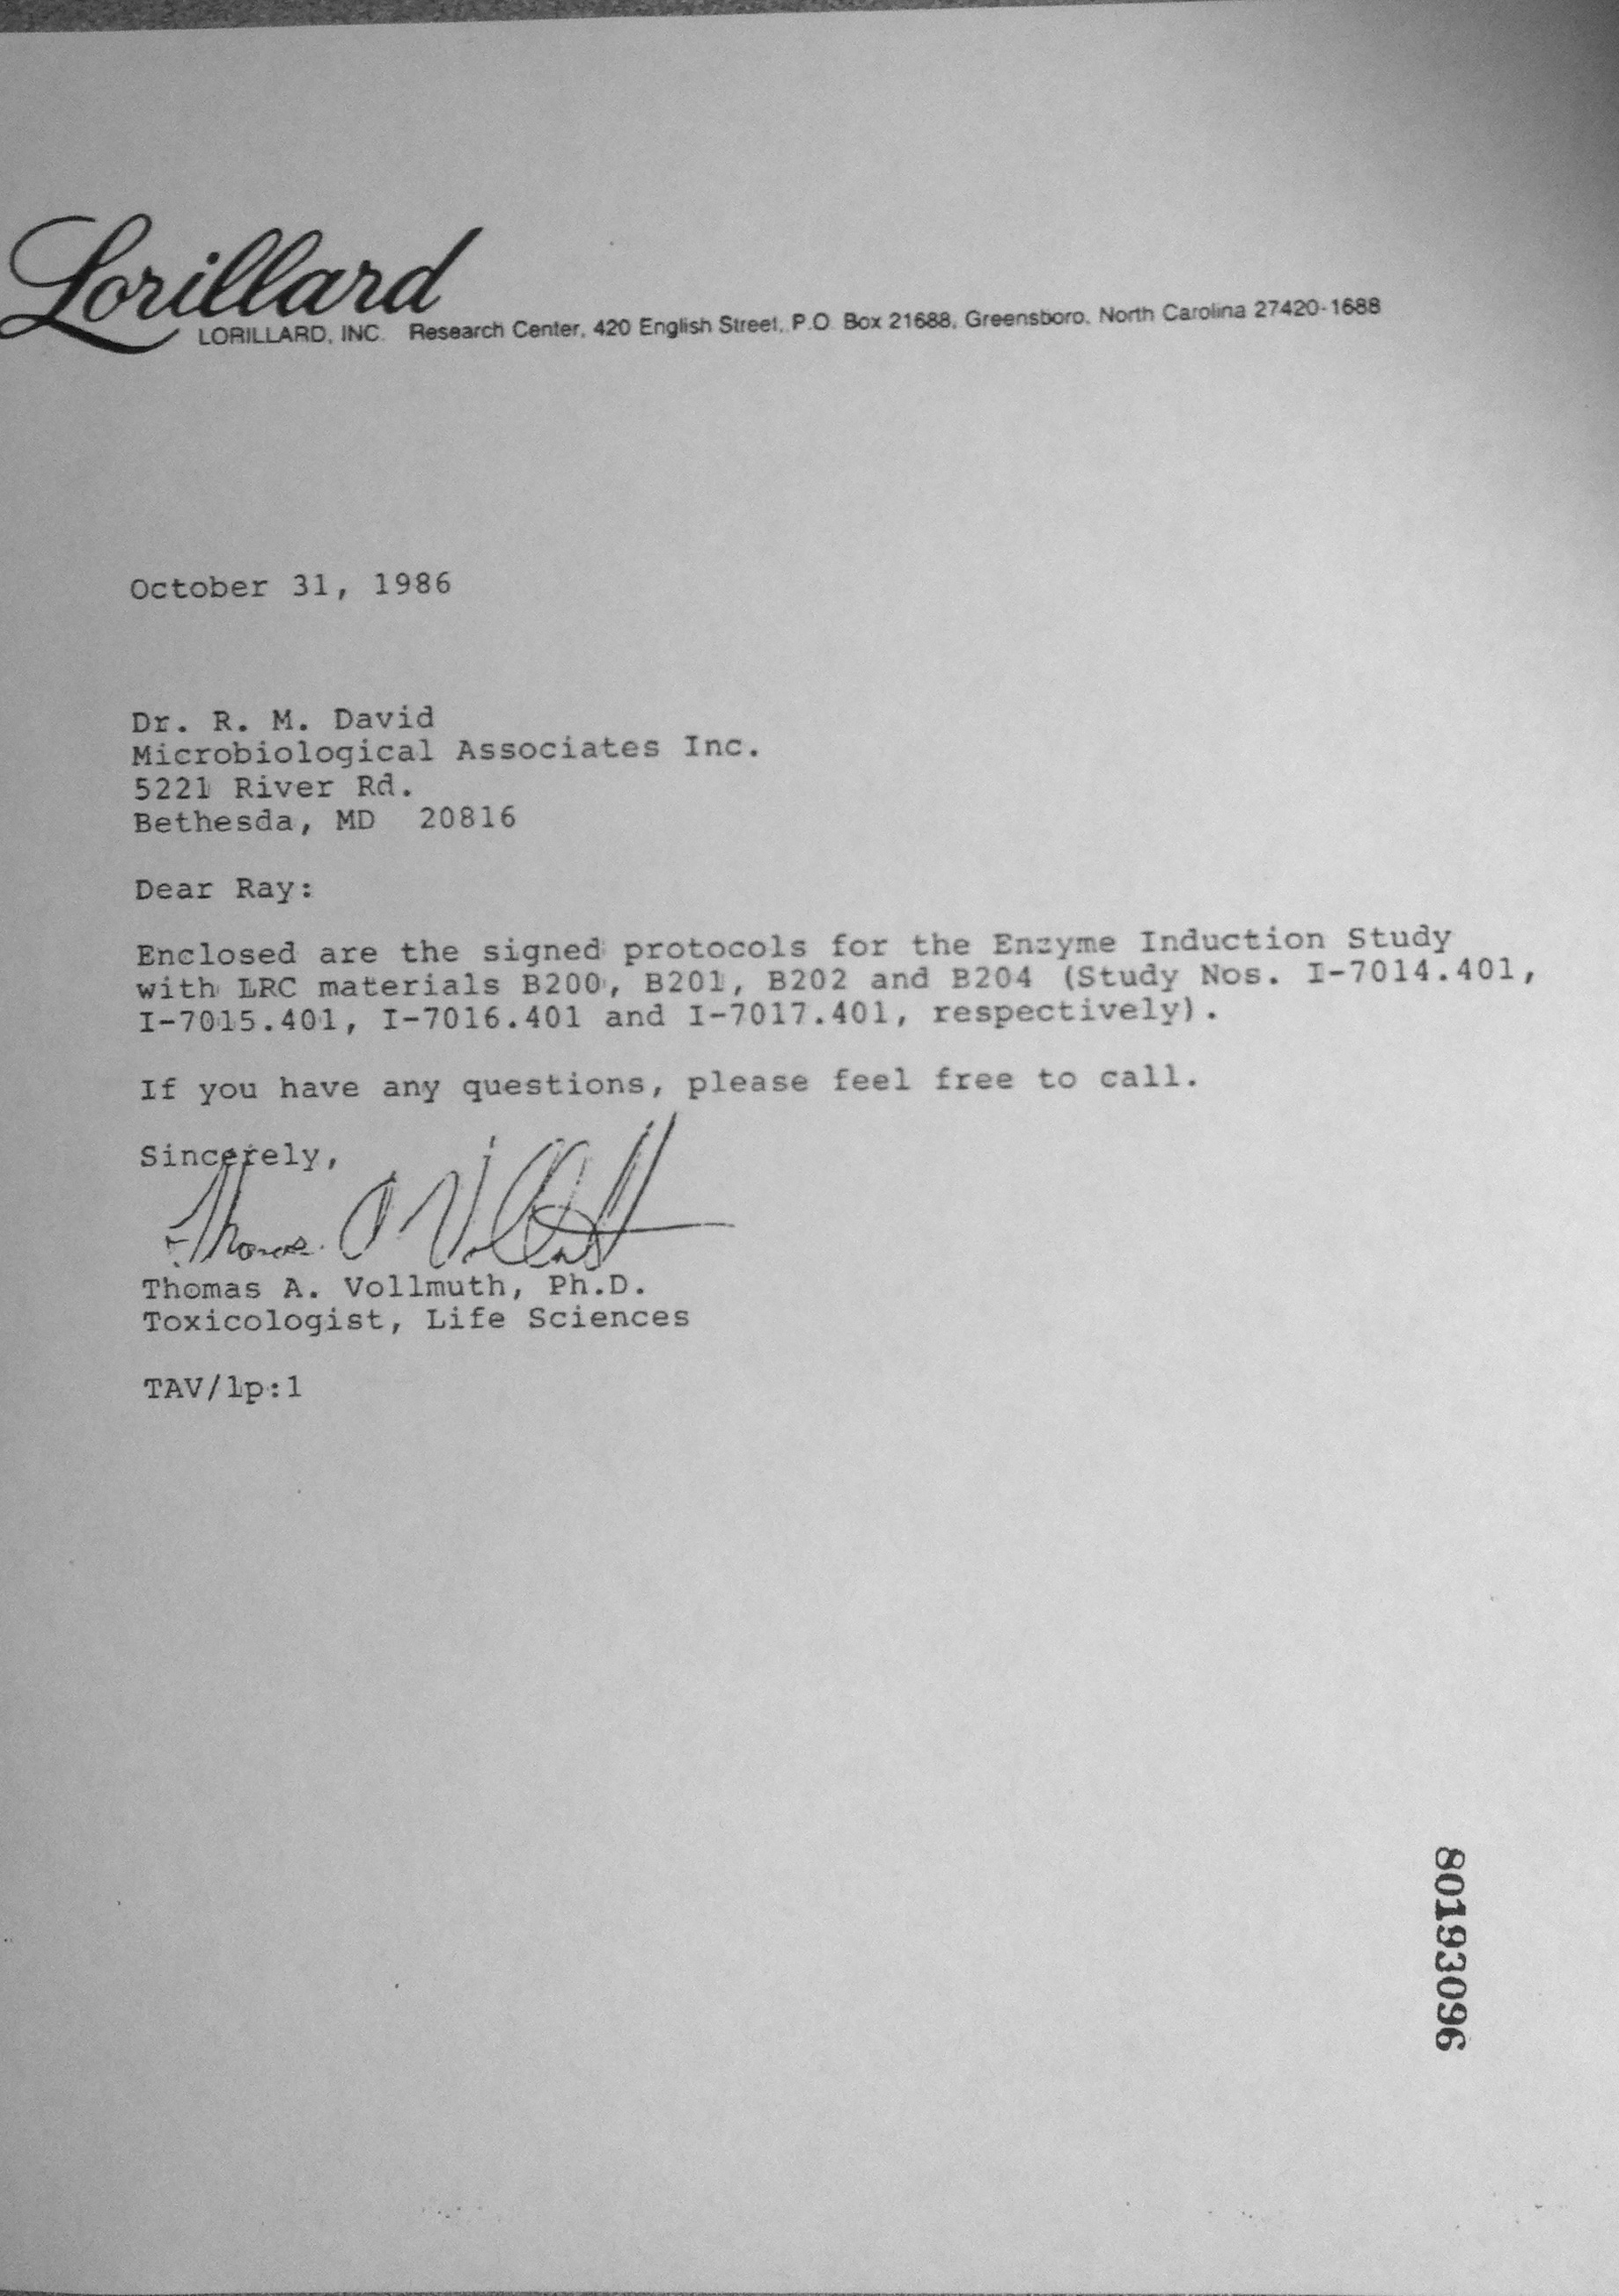 Lorillard
LORILLARD, INC. Research Center, 420 English Street, P.O. Box 21688, Greensboro, North Carolina 27420-1688
October 31, 1986
Dr. R. M. David
Microbiological Associates Inc.
5221 River Rd.
Bethesda, MD 20816
Dear Ray:
Enclosed are the signed protocols for the Enzyme Induction Study
with LRC materials B200, B201, B202 and B204 (Study Nos. I-7014.401,
I-7015.401, I-7016.401 and I-7017.401, respectively).
If you have any questions, please feel free to call.
Sincerely,
Thomas A Vollmuth
Thomas A. Vollmuth, Ph.D.
Toxicologist, Life Sciences
TAV/lp:1
80193096